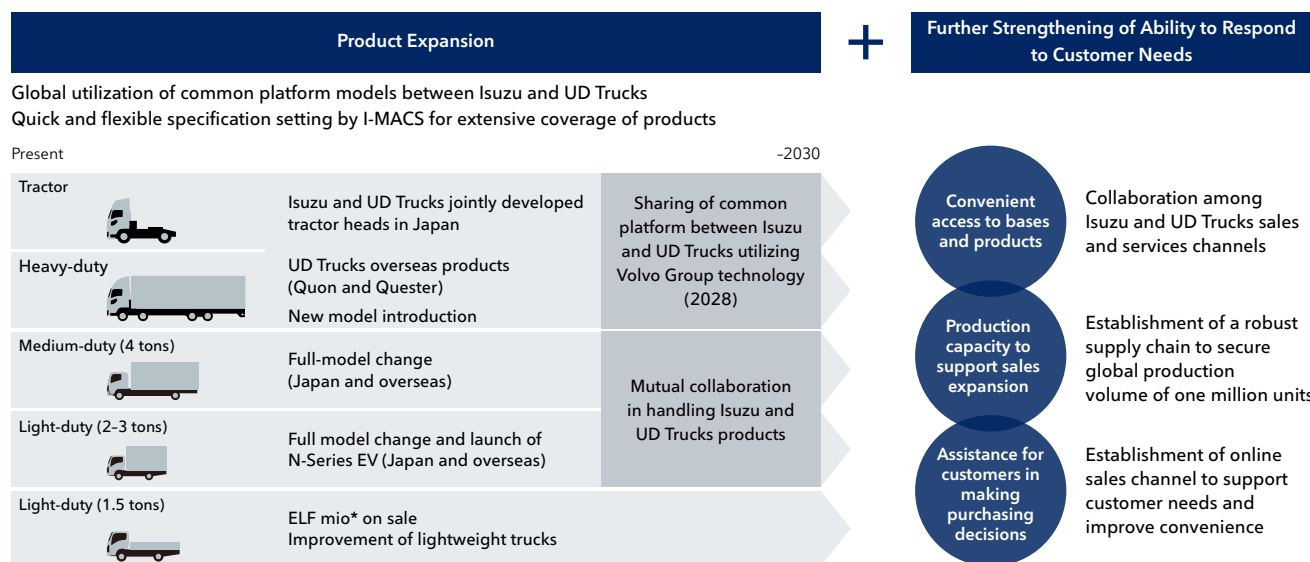 Product Expansion
+
Further Strengthening of Ability to Respond
to Customer Needs
Global utilization of common platform models between Isuzu and UD Trucks
Quick and flexible specification setting by I-MACS for extensive coverage of products
Present
–2030
Tractor
Isuzu and UD Trucks jointly developed
tractor heads in Japan
Heavy-duty
UD Trucks overseas products
(Quon and Quester)
New model introduction
Sharing of common
platform between Isuzu
and UD Trucks utilizing
Volvo Group technology
(2028)
Medium-duty (4 tons)
Full-model change
(Japan and overseas)
Light-duty (2–3 tons)
Full model change and launch of
N-Series EV (Japan and overseas)
Mutual collaboration
in handling Isuzu and
UD Trucks products
Light-duty (1.5 tons)
ELF mio* on sale
Improvement of lightweight trucks
Convenient
access to bases
and products
Collaboration among
Isuzu and UD Trucks sales
and services channels
Production
capacity to
support sales
expansion
Establishment of a robust
supply chain to secure
global production
volume of one million units
Assistance for
customers in
making
purchasing
decisions
Establishment of online
sales channel to support
customer needs and
improve convenience